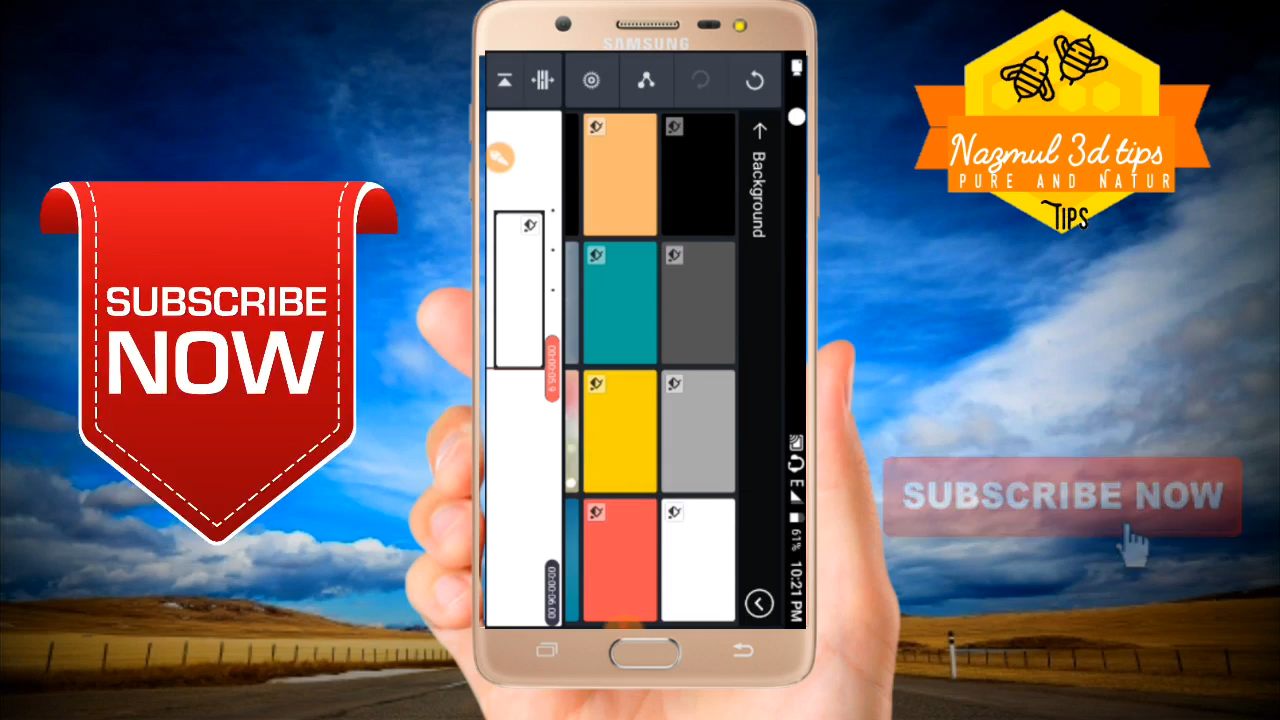 SUBSCRIBE
NOW
SAMSUNG
Background
00:00:05.9
00:00:06.00
E
61%
10:21 PM
Nazmul 3d tips
PURE AND NATUR
TIPS
SUBSCRIBE NOW